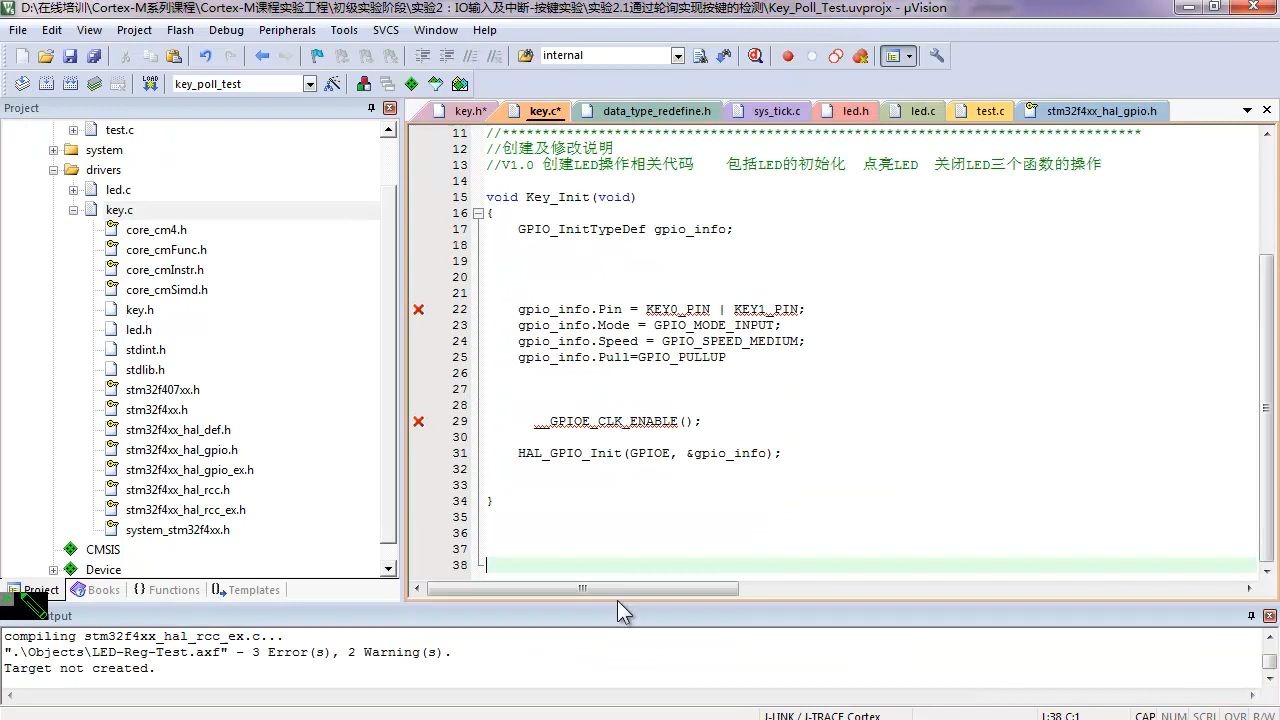 D:\在线培训\Cortex-M系列课程\Cortex-M课程实验工程\初级实验阶段\实验2：IO输入及中断-按键实验\实验2.1通过轮询实现按键的检测\Key_Poll_Test.uvprojx - µVision
File Edit View Project Flash Debug Peripherals Tools SVCS Window Help
internal
LOAD key_poll_test
Project
key.h* key.c* data_type_redefine.h sys_tick.c led.h led.c test.c stm32f4xx_hal_gpio.h
test.c
system
drivers
led.c
key.c
core_cm4.h
core_cmFunc.h
core_cmInstr.h
core_cmSimd.h
key.h
led.h
stdint.h
stdlib.h
stm32f407xx.h
stm32f4xx.h
stm32f4xx_hal_def.h
stm32f4xx_hal_gpio.h
stm32f4xx_hal_gpio_ex.h
stm32f4xx_hal_rcc.h
stm32f4xx_hal_rcc_ex.h
system_stm32f4xx.h
CMSIS
Device
Project Books Functions Templates
11 //********************************************************************************
12 //创建及修改说明
13 //V1.0 创建LED操作相关代码 包括LED的初始化 点亮LED 关闭LED三个函数的操作
14
15 void Key_Init(void)
16 {
17 GPIO_InitTypeDef gpio_info;
18
19
20
21
22 gpio_info.Pin = KEY0_PIN | KEY1_PIN;
23 gpio_info.Mode = GPIO_MODE_INPUT;
24 gpio_info.Speed = GPIO_SPEED_MEDIUM;
25 gpio_info.Pull=GPIO_PULLUP
26
27
28
29 __GPIOE_CLK_ENABLE();
30
31 HAL_GPIO_Init(GPIOE, &gpio_info);
32
33
34 }
35
36
37
38
compiling stm32f4xx_hal_rcc_ex.c...
".\Objects\LED-Reg-Test.axf" - 3 Error(s), 2 Warning(s).
Target not created.
J-LINK / J-TRACE Cortex L:38 C:1 CAP NUM SCRL OVR R/W